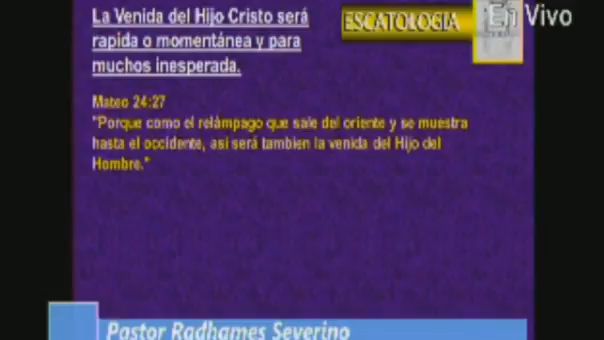 La Venida del Hijo Cristo será
rapida o momentánea y para
muchos inesperada.
ESCATOLOGIA
¡En Vivo
Mateo 24:27
"Porque como el relámpago que sale del oriente y se muestra
hasta el occidente, así será tambien la venida del Hijo del
Hombre."
Pastor Radhames Severino